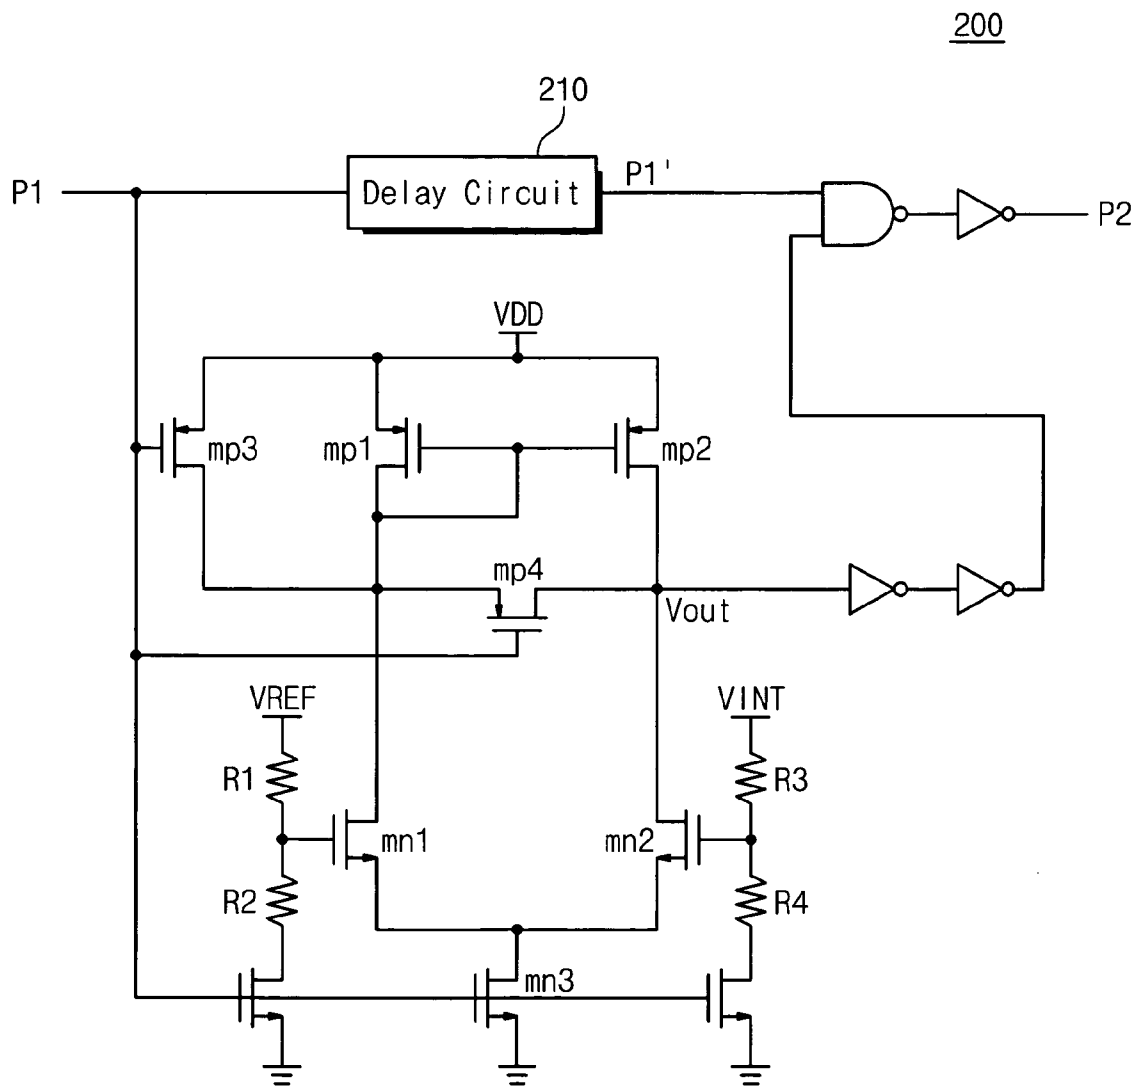 200
210
P1
Delay Circuit
P1'
P2
VDD
mp3
mp1
mp2
mp4
Vout
VREF
VINT
R1
R3
mn1
mn2
R2
R4
mn3